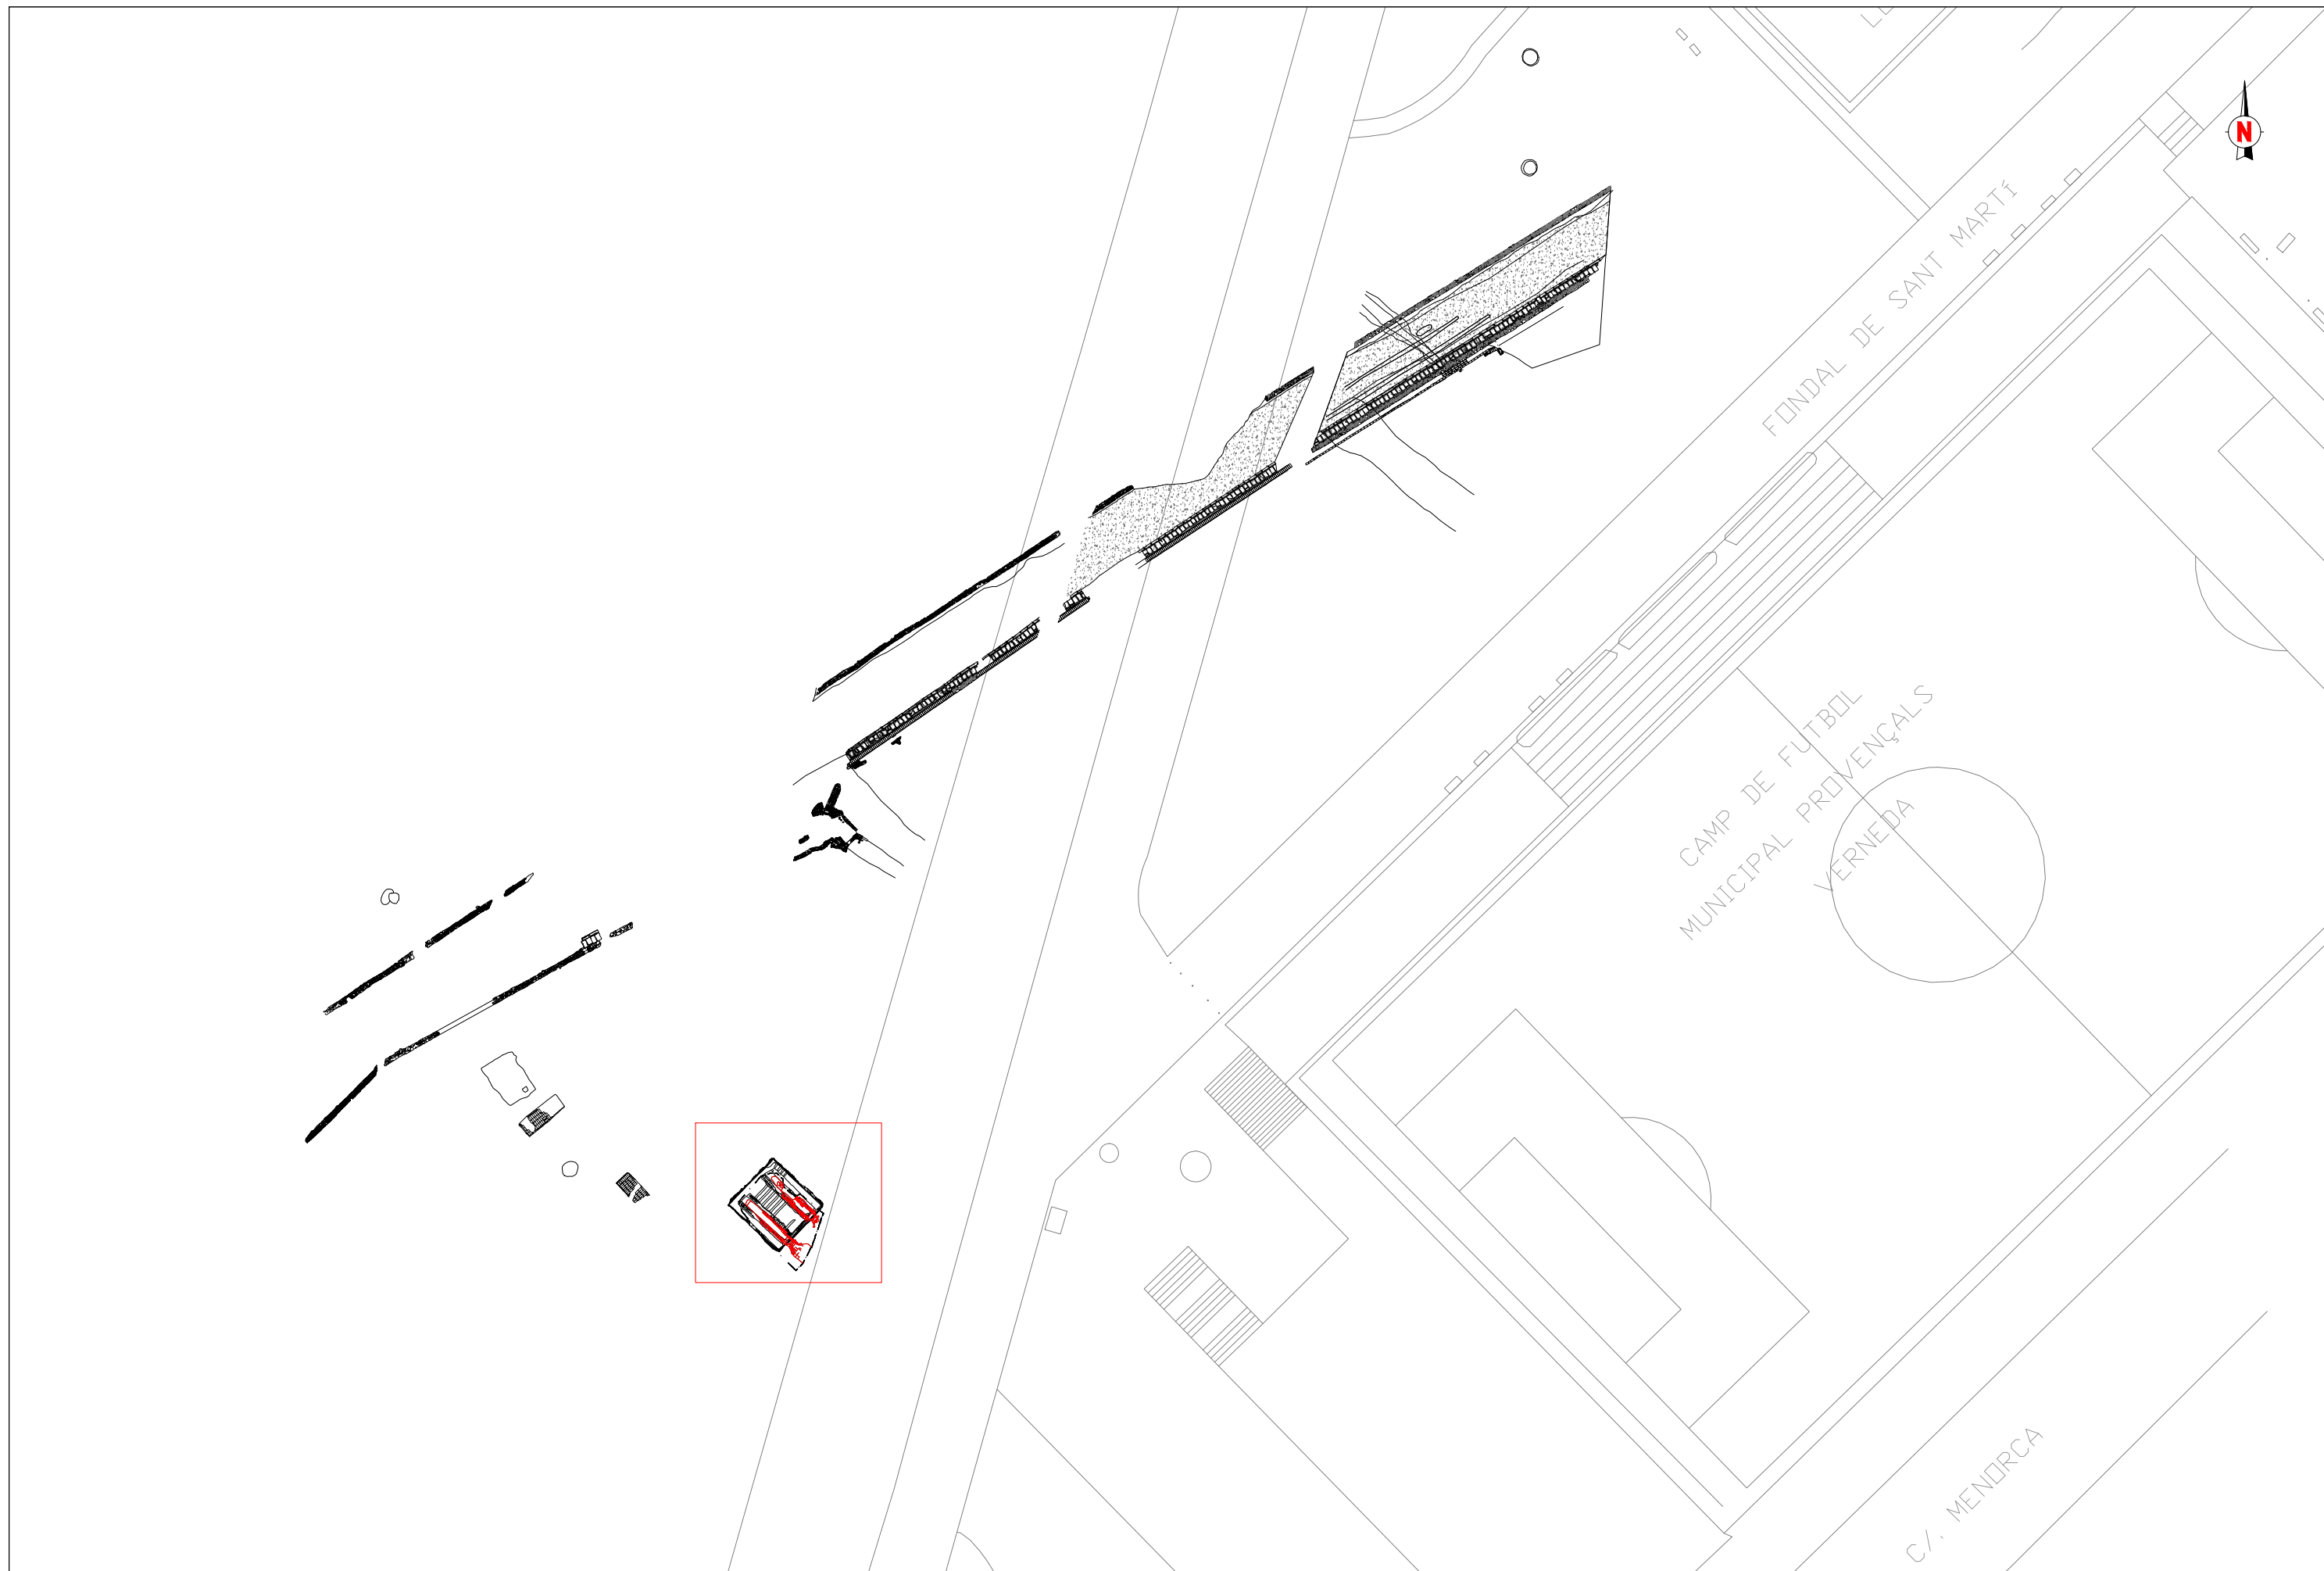 N
FONDAL DE SANT MARTÍ
CAMP DE FUTBOL
MUNICIPAL PROVENÇALS
VERNEDA
C/. MENORCA